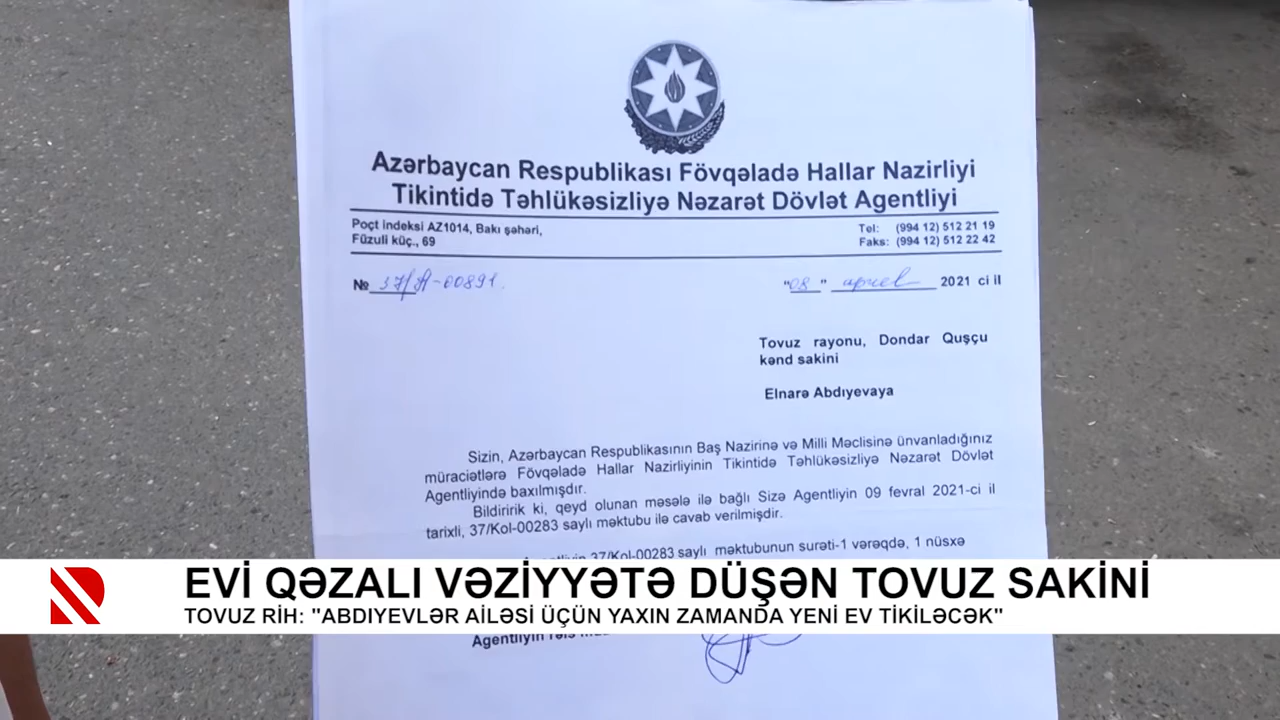 Azərbaycan Respublikası Fövqəladə Hallar Nazirliyi
Tikintidə Təhlükəsizliyə Nəzarət Dövlət Agentliyi
Poçt indeksi AZ1014, Bakı şəhəri,
Füzuli küç., 69
Tel: (994 12) 512 21 19
Faks: (994 12) 512 22 42
№ 37/A-00891
"08" aprel 2021 ci il
Tovuz rayonu, Dondar Quşçu
kənd sakini
Elnarə Abdıyevaya
Sizin, Azərbaycan Respublikasının Baş Nazirinə və Milli Məclisinə ünvanladığınız
müraciətlərə Fövqəladə Hallar Nazirliyinin Tikintidə Təhlükəsizliyə Nəzarət Dövlət
Agentliyində baxılmışdır.
Bildiririk ki, qeyd olunan məsələ ilə bağlı Sizə Agentliyin 09 fevral 2021-ci il
tarixli, 37/Kol-00283 saylı məktubu ilə cavab verilmişdir.
37/Kol-00283 saylı məktubunun surəti-1 vərəqdə, 1 nüsxə
EVİ QƏZALI VƏZİYYƏTƏ DÜŞƏN TOVUZ SAKİNİ
TOVUZ RİH: "ABDIYEVLƏR AİLƏSİ ÜÇÜN YAXIN ZAMANDA YENİ EV TİKİLƏCƏK"
Agentliyin rəis